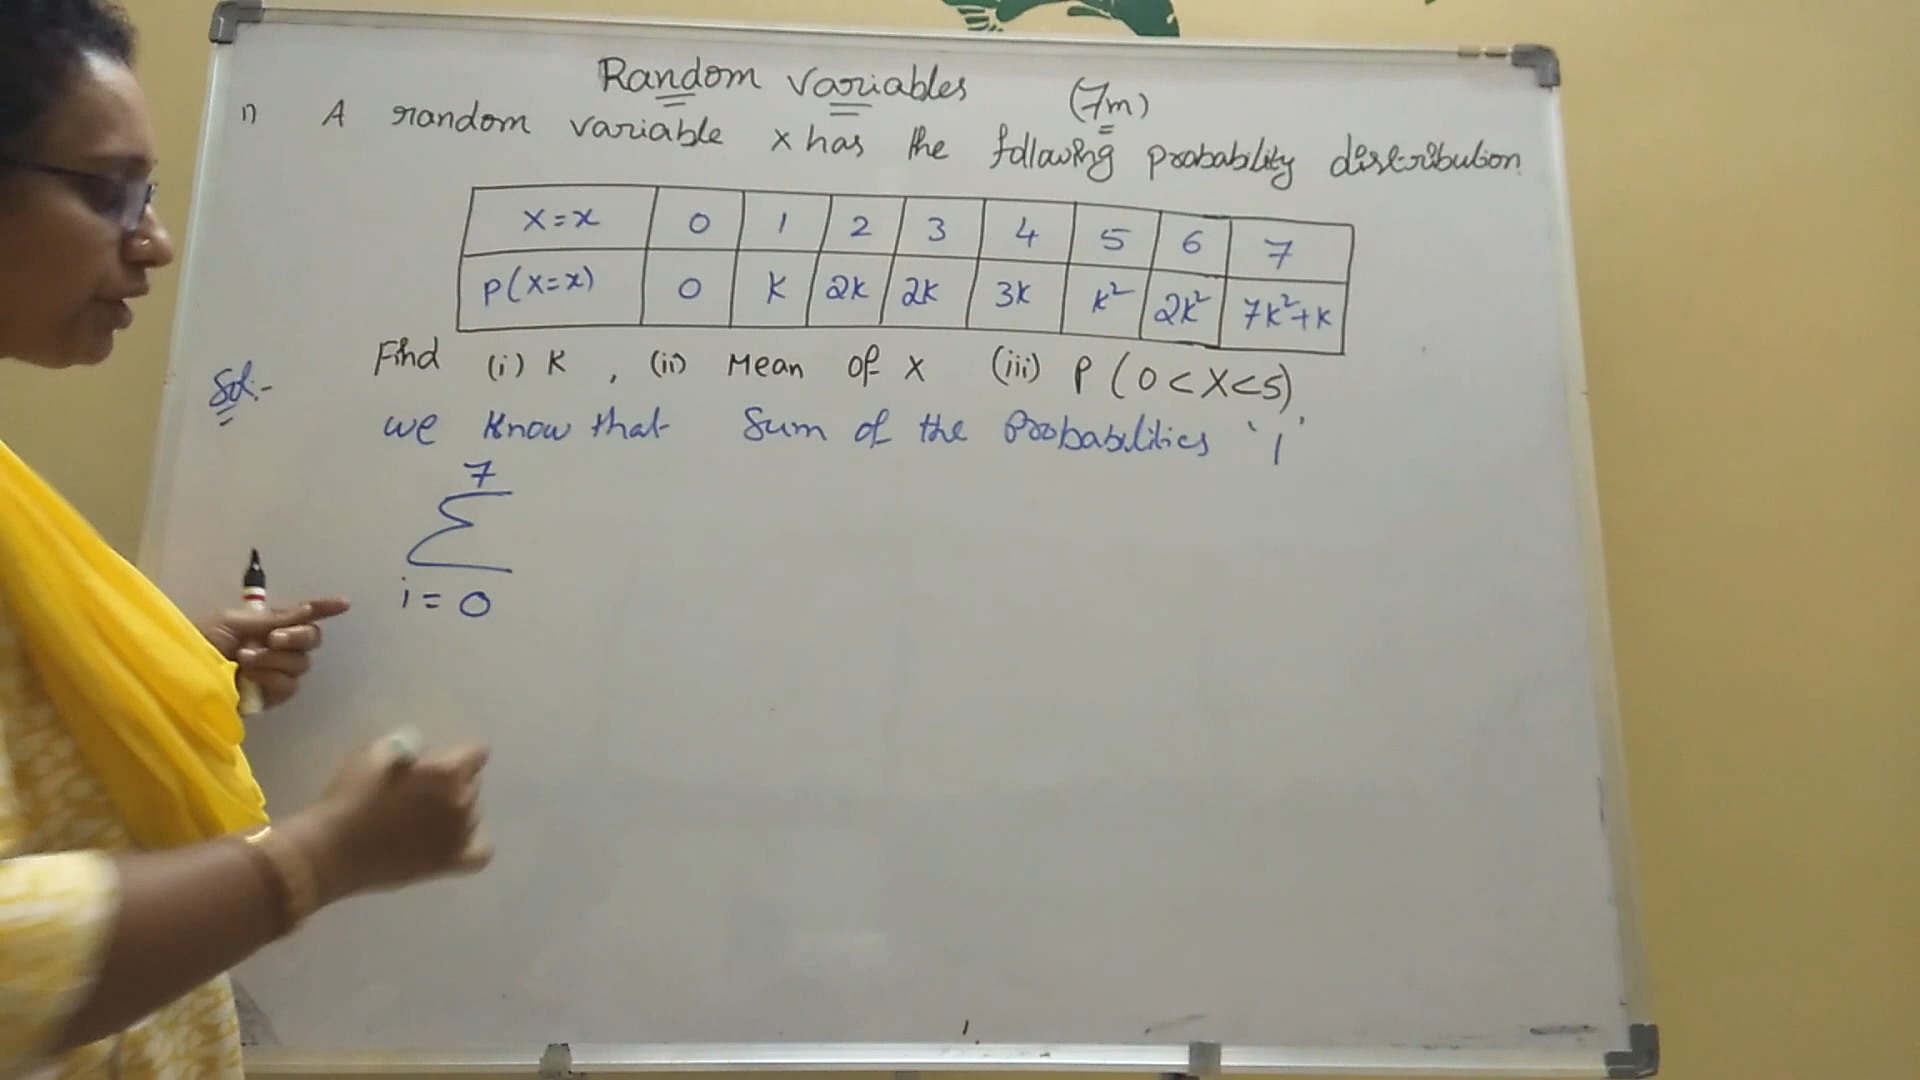 Random Variables (7m)
1) A random variable x has the following probability distribution
X=x 0 1 2 3 4 5 6 7
P(X=x) 0 K 2K 2K 3K K² 2K² 7K²+K
Find (i) K , (ii) Mean of X (iii) P(0<X<5).
Sol:-
we know that Sum of the Probabilities '1'
7
Σ
i = 0